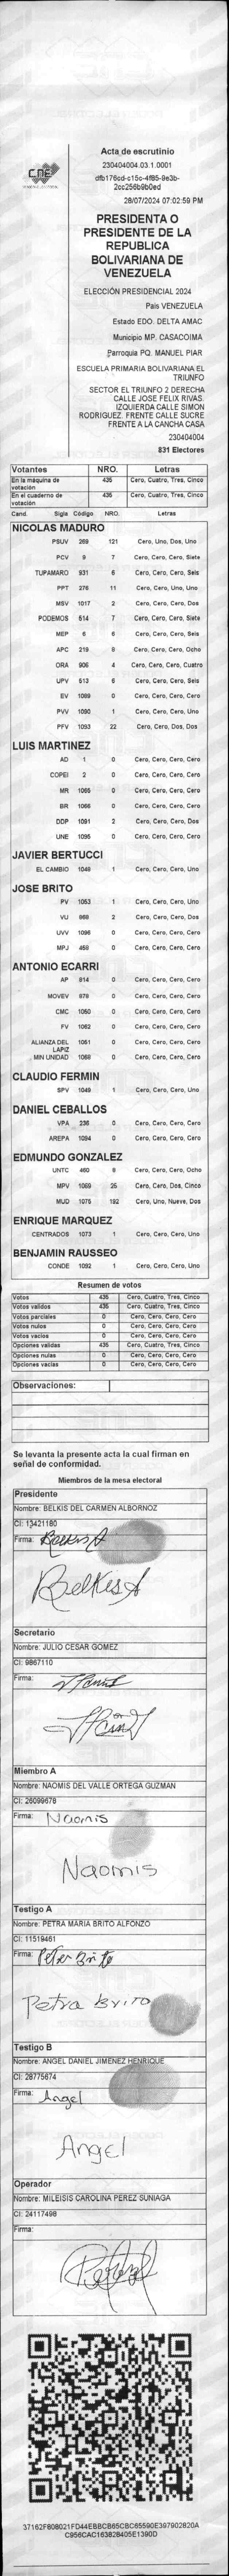 CNE
Acta de escrutinio
230404004.03.1.0001
dfb176cd-c15c-4f85-9e3b-
2cc256b9b0ed
28/07/2024 07:02:59 PM
PRESIDENTA O
PRESIDENTE DE LA
REPUBLICA
BOLIVARIANA DE
VENEZUELA
ELECCIÓN PRESIDENCIAL 2024
Pais VENEZUELA
Estado EDO. DELTA AMAC
Municipio MP. CASACOIMA
Parroquia PQ. MANUEL PIAR
ESCUELA PRIMARIA BOLIVARIANA EL
TRIUNFO
SECTOR EL TRIUNFO 2 DERECHA
CALLE JOSE FELIX RIVAS.
IZQUIERDA CALLE SIMON
RODRIGUEZ. FRENTE CALLE SUCRE
FRENTE A LA CANCHA CASA
230404004
831 Electores
Votantes NRO. Letras
En la máquina de votación 435 Cero, Cuatro, Tres, Cinco
En el cuaderno de votación 435 Cero, Cuatro, Tres, Cinco
Cand. Sigla Código NRO. Letras
NICOLAS MADURO
PSUV 269 121 Cero, Uno, Dos, Uno
PCV 9 7 Cero, Cero, Cero, Siete
TUPAMARO 931 6 Cero, Cero, Cero, Seis
PPT 276 11 Cero, Cero, Uno, Uno
MSV 1017 2 Cero, Cero, Cero, Dos
PODEMOS 514 7 Cero, Cero, Cero, Siete
MEP 6 6 Cero, Cero, Cero, Seis
APC 219 8 Cero, Cero, Cero, Ocho
ORA 906 4 Cero, Cero, Cero, Cuatro
UPV 513 6 Cero, Cero, Cero, Seis
EV 1089 0 Cero, Cero, Cero, Cero
PVV 1090 1 Cero, Cero, Cero, Uno
PFV 1093 22 Cero, Cero, Dos, Dos
LUIS MARTINEZ
AD 1 0 Cero, Cero, Cero, Cero
COPEI 2 0 Cero, Cero, Cero, Cero
MR 1065 0 Cero, Cero, Cero, Cero
BR 1066 0 Cero, Cero, Cero, Cero
DDP 1091 2 Cero, Cero, Cero, Dos
UNE 1095 0 Cero, Cero, Cero, Cero
JAVIER BERTUCCI
EL CAMBIO 1048 1 Cero, Cero, Cero, Uno
JOSE BRITO
PV 1053 1 Cero, Cero, Cero, Uno
VU 969 2 Cero, Cero, Cero, Dos
UVV 1096 0 Cero, Cero, Cero, Cero
MPJ 459 0 Cero, Cero, Cero, Cero
ANTONIO ECARRI
AP 914 0 Cero, Cero, Cero, Cero
MOVEV 979 0 Cero, Cero, Cero, Cero
CMC 1050 0 Cero, Cero, Cero, Cero
FV 1062 0 Cero, Cero, Cero, Cero
ALIANZA DEL 1051 0 Cero, Cero, Cero, Cero
LAPIZ
MIN UNIDAD 1068 0 Cero, Cero, Cero, Cero
CLAUDIO FERMIN
SPV 1049 1 Cero, Cero, Cero, Uno
DANIEL CEBALLOS
VPA 236 0 Cero, Cero, Cero, Cero
AREPA 1094 0 Cero, Cero, Cero, Cero
EDMUNDO GONZALEZ
UNTC 460 8 Cero, Cero, Cero, Ocho
MPV 1069 25 Cero, Cero, Dos, Cinco
MUD 1075 192 Cero, Uno, Nueve, Dos
ENRIQUE MARQUEZ
CENTRADOS 1073 1 Cero, Cero, Cero, Uno
BENJAMIN RAUSSEO
CONDE 1092 1 Cero, Cero, Cero, Uno
Resumen de votos
Votos 435 Cero, Cuatro, Tres, Cinco
Votos validos 435 Cero, Cuatro, Tres, Cinco
Votos parciales 0 Cero, Cero, Cero, Cero
Votos nulos 0 Cero, Cero, Cero, Cero
Votos vacios 0 Cero, Cero, Cero, Cero
Opciones validas 435 Cero, Cuatro, Tres, Cinco
Opciones nulas 0 Cero, Cero, Cero, Cero
Opciones vacias 0 Cero, Cero, Cero, Cero
Observaciones:
Se levanta la presente acta la cual firman en
señal de conformidad.
Miembros de la mesa electoral
Presidente
Nombre: BELKIS DEL CARMEN ALBORNOZ
CI: 13421180
Firma: Belkis A
Belkis A
Secretario
Nombre: JULIO CESAR GOMEZ
CI: 9867110
Firma:
Miembro A
Nombre: NAOMIS DEL VALLE ORTEGA GUZMAN
CI: 26099678
Firma: Naomis
Naomis
Testigo A
Nombre: PETRA MARIA BRITO ALFONZO
CI: 11519461
Firma: Petra Brito
Petra Brito
Testigo B
Nombre: ANGEL DANIEL JIMENEZ HENRIQUE
CI: 28775674
Firma: Angel
Angel
Operador
Nombre: MILEISIS CAROLINA PEREZ SUNIAGA
CI: 24117498
Firma:
37162F808021FD44EBBCB65CBC65590E397902820A
C956CAC163828405E1390D